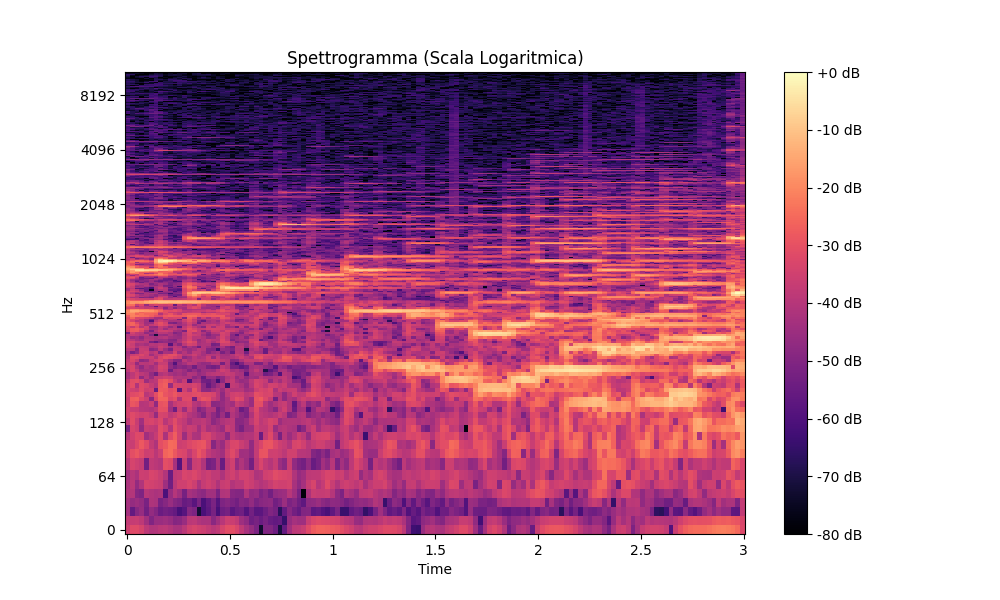 Spettrogramma (Scala Logaritmica)
Hz
8192
4096
2048
1024
512
256
128
64
0
0
0.5
1
1.5
2
2.5
3
Time
+0 dB
-10 dB
-20 dB
-30 dB
-40 dB
-50 dB
-60 dB
-70 dB
-80 dB